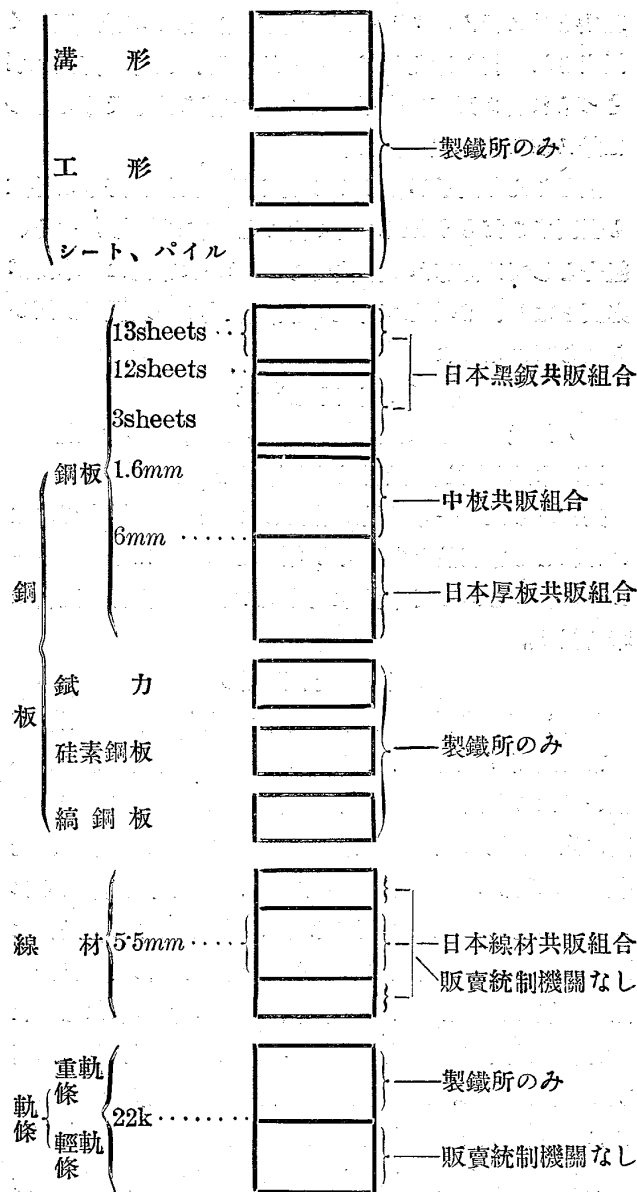 溝形
製鐵所のみ
工形
シート、パイル
13sheets
12sheets
日本黑鈑共販組合
3sheets
鋼板
1.6mm
中板共販組合
6mm
鋼板
日本厚板共販組合
錻力
硅素鋼板
製鐵所のみ
縞鋼板
線材
5·5mm
日本線材共販組合
販賣統制機關なし
軌條
重軌條
製鐵所のみ
22k
輕軌條
販賣統制機關なし